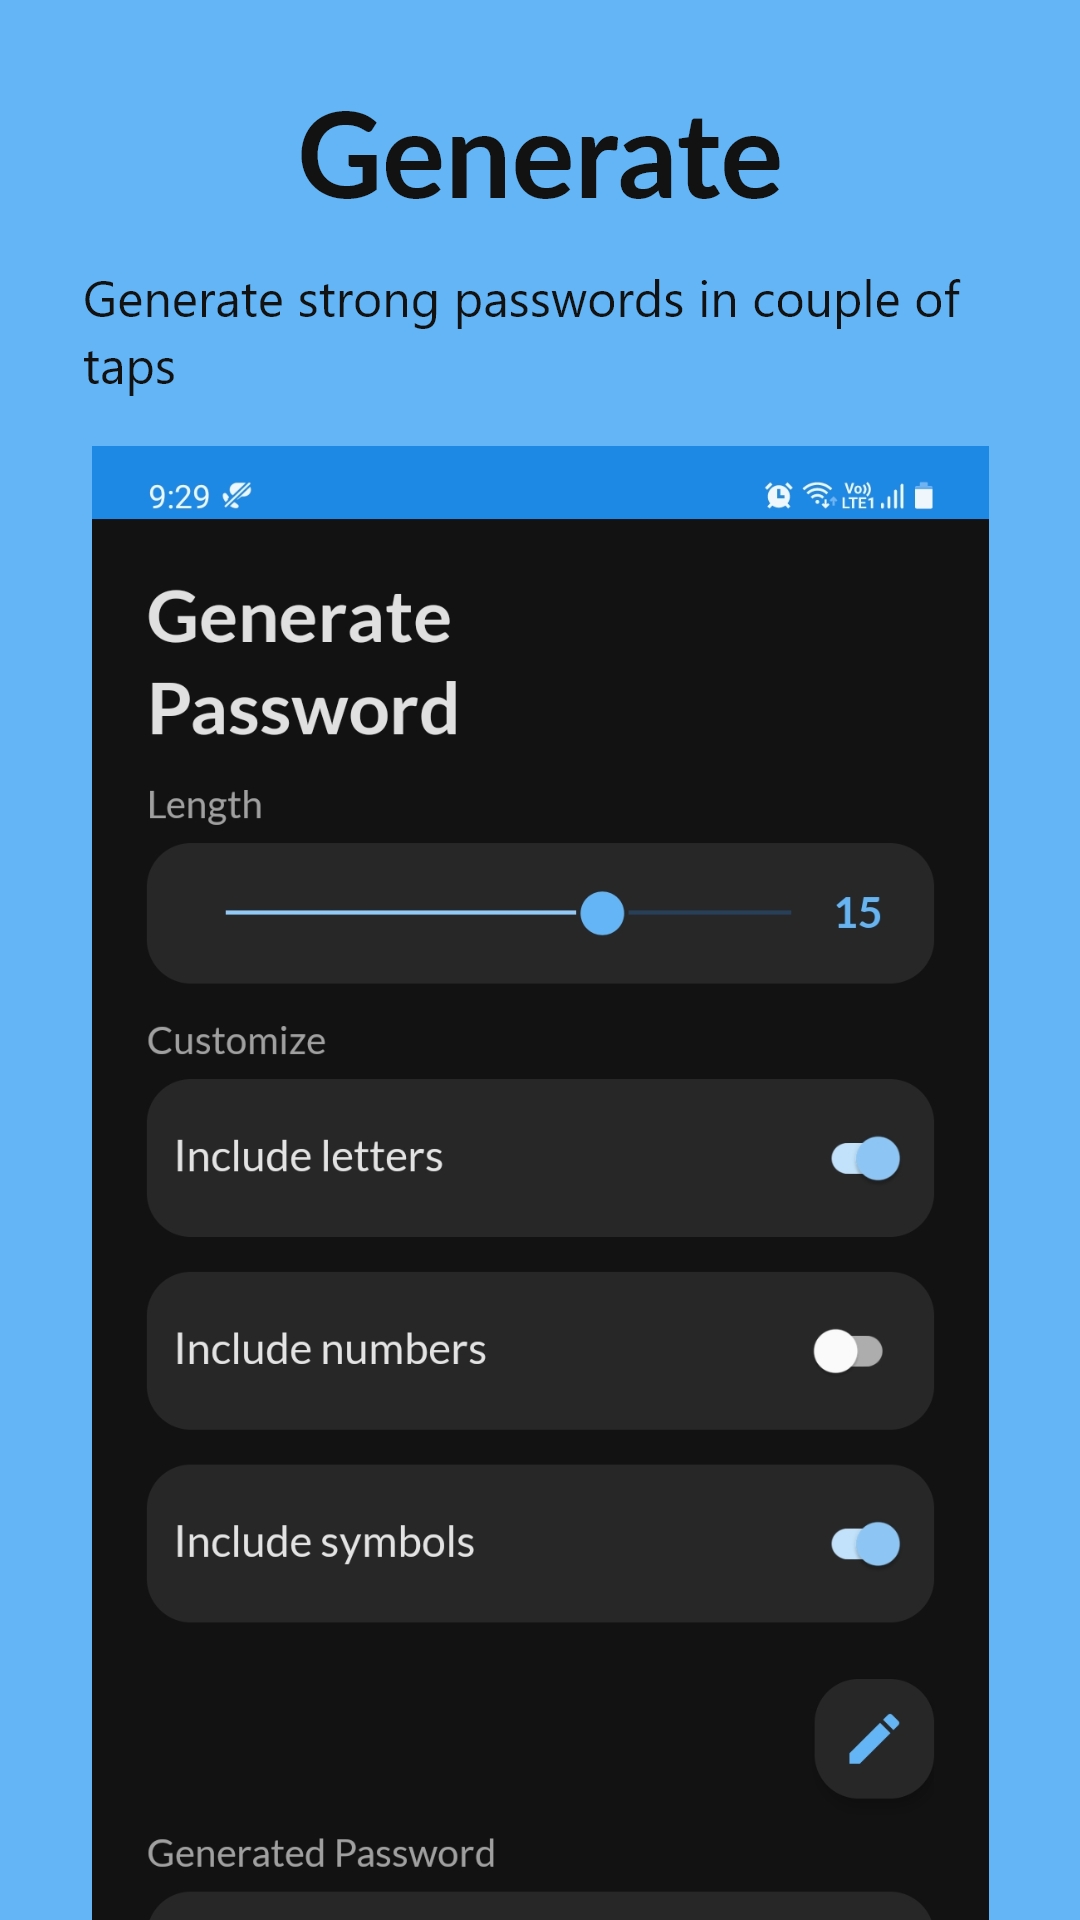 Generate
Generate strong passwords in couple of
taps
9:29
Vo))
LTE1
Generate
Password
Length
15
Customize
Include letters
Include numbers
Include symbols
Generated Password